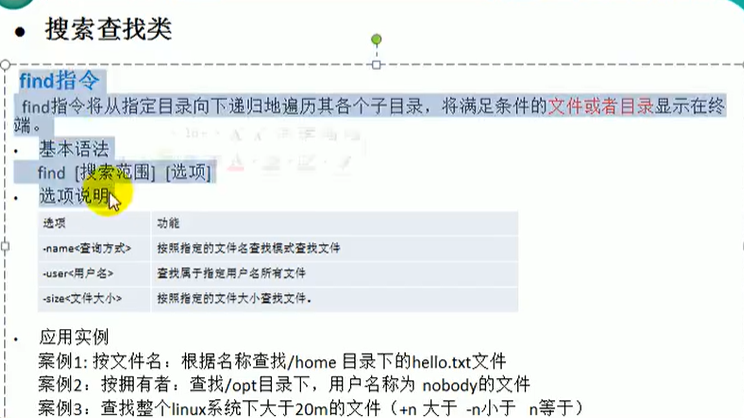 ● 搜索查找类
find指令
find指令将从指定目录向下递归地遍历其各个子目录，将满足条件的文件或者目录显示在终
端。
• 基本语法
find [搜索范围] [选项]
• 选项说明
选项 功能
-name<查询方式> 按照指定的文件名查找模式查找文件
-user<用户名> 查找属于指定用户名所有文件
-size<文件大小> 按照指定的文件大小查找文件。
• 应用实例
案例1: 按文件名：根据名称查找/home 目录下的hello.txt文件
案例2：按拥有者：查找/opt目录下，用户名称为 nobody的文件
案例3：查找整个linux系统下大于20m的文件（+n 大于 -n小于 n等于）